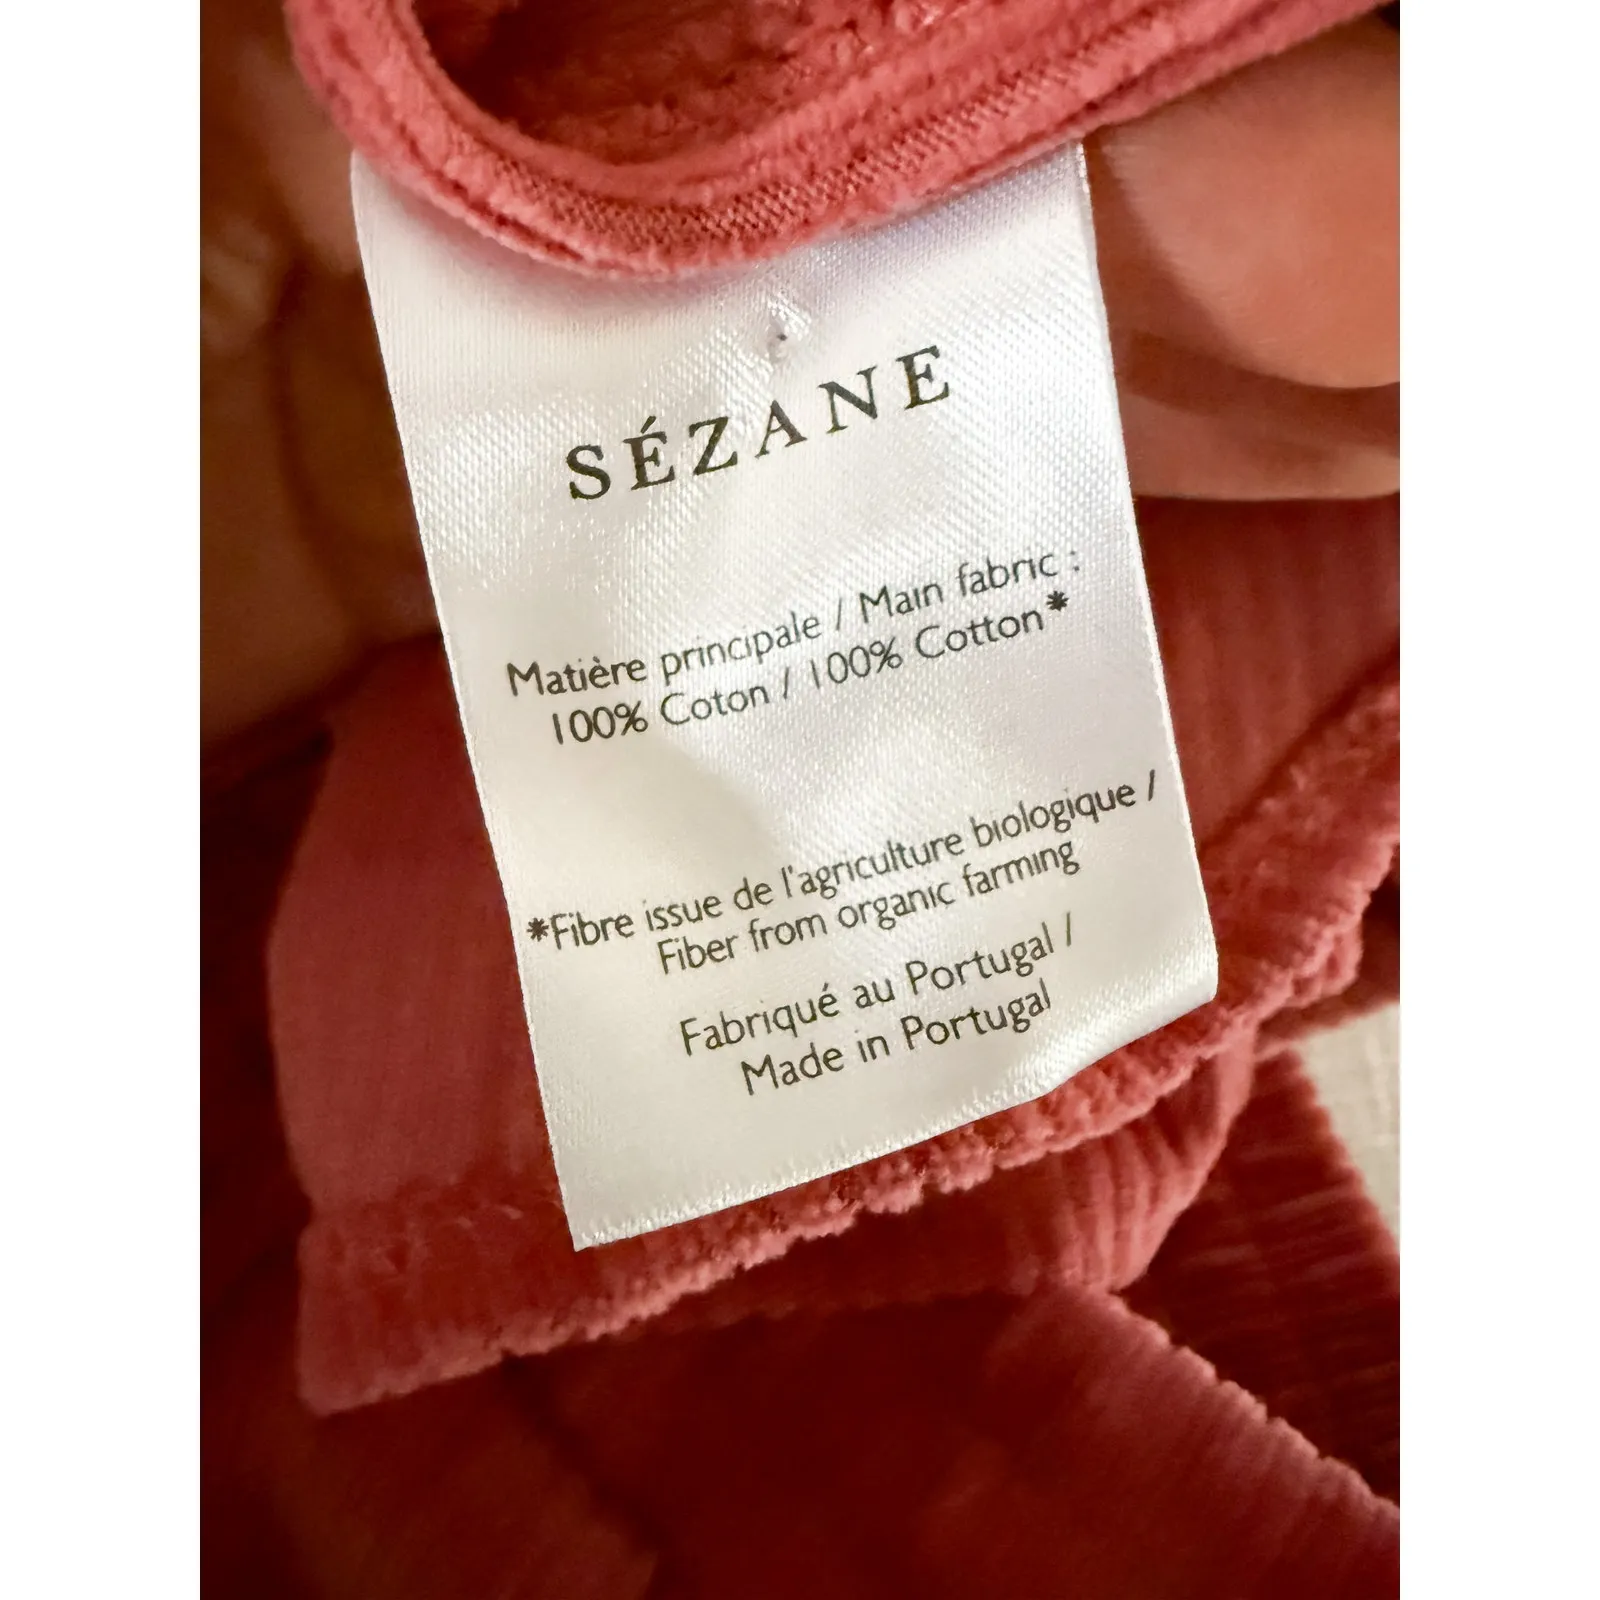 SÉZANE
Matière principale / Main fabric :
100% Coton / 100% Cotton*
*Fibre issue de l'agriculture biologique /
Fiber from organic farming
Fabriqué au Portugal /
Made in Portugal